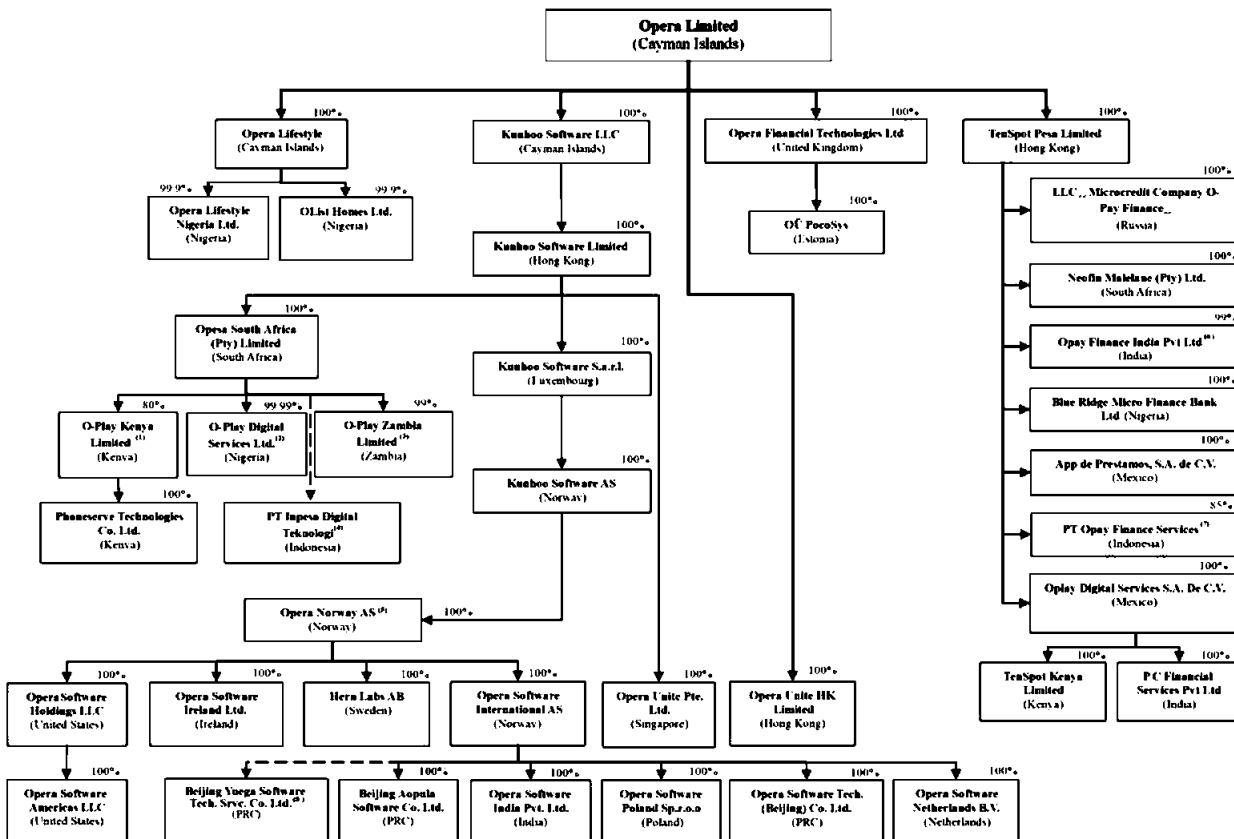 Opera Limited
(Cayman Islands)
100%
Opera Lifestyle
(Cayman Islands)
100%
Kunhoo Software LLC
(Cayman Islands)
100%
Opera Financial Technologies Ltd
(United Kingdom)
100%
TenSpot Pesa Limited
(Hong Kong)
99.9%
Opera Lifestyle
Nigeria Ltd.
(Nigeria)
99.9%
OList Homes Ltd.
(Nigeria)
100%
OÜ PocoSys
(Estonia)
100%
LLC ,, Microcredit Company O-
Pay Finance,,
(Russia)
100%
Kunhoo Software Limited
(Hong Kong)
100%
Neofin Malelane (Pty) Ltd.
(South Africa)
100%
Opesa South Africa
(Pty) Limited
(South Africa)
100%
Kunhoo Software S.a.r.l.
(Luxembourg)
99%
Opay Finance India Pvt Ltd (6)
(India)
100%
Blue Ridge Micro Finance Bank
Ltd (Nigeria)
80%
O-Play Kenya
Limited (1)
(Kenya)
99.99%
O-Play Digital
Services Ltd.(2)
(Nigeria)
99%
O-Play Zambia
Limited (3)
(Zambia)
100%
Kunhoo Software AS
(Norway)
100%
App de Prestamos, S.A. de C.V.
(Mexico)
100%
Phoneserve Technologies
Co. Ltd.
(Kenya)
PT Inpesa Digital
Teknologi(4)
(Indonesia)
85%
PT Opay Finance Services (7)
(Indonesia)
100%
Oplay Digital Services S.A. De C.V.
(Mexico)
Opera Norway AS (5)
(Norway)
100%
100%
Opera Software
Holdings LLC
(United States)
100%
Opera Software
Ireland Ltd.
(Ireland)
100%
Hern Labs AB
(Sweden)
100%
Opera Software
International AS
(Norway)
100%
Opera Unite Pte.
Ltd.
(Singapore)
100%
Opera Unite HK
Limited
(Hong Kong)
100%
TenSpot Kenya
Limited
(Kenya)
100%
PC Financial
Services Pvt Ltd
(India)
100%
Opera Software
Americas LLC
(United States)
Beijing Yuega Software
Tech. Srvc. Co. Ltd.(8)
(PRC)
100%
Beijing Aopula
Software Co. Ltd.
(PRC)
100%
Opera Software
India Pvt. Ltd.
(India)
100%
Opera Software
Poland Sp.r.o.o
(Poland)
100%
Opera Software Tech.
(Beijing) Co. Ltd.
(PRC)
100%
Opera Software
Netherlands B.V.
(Netherlands)